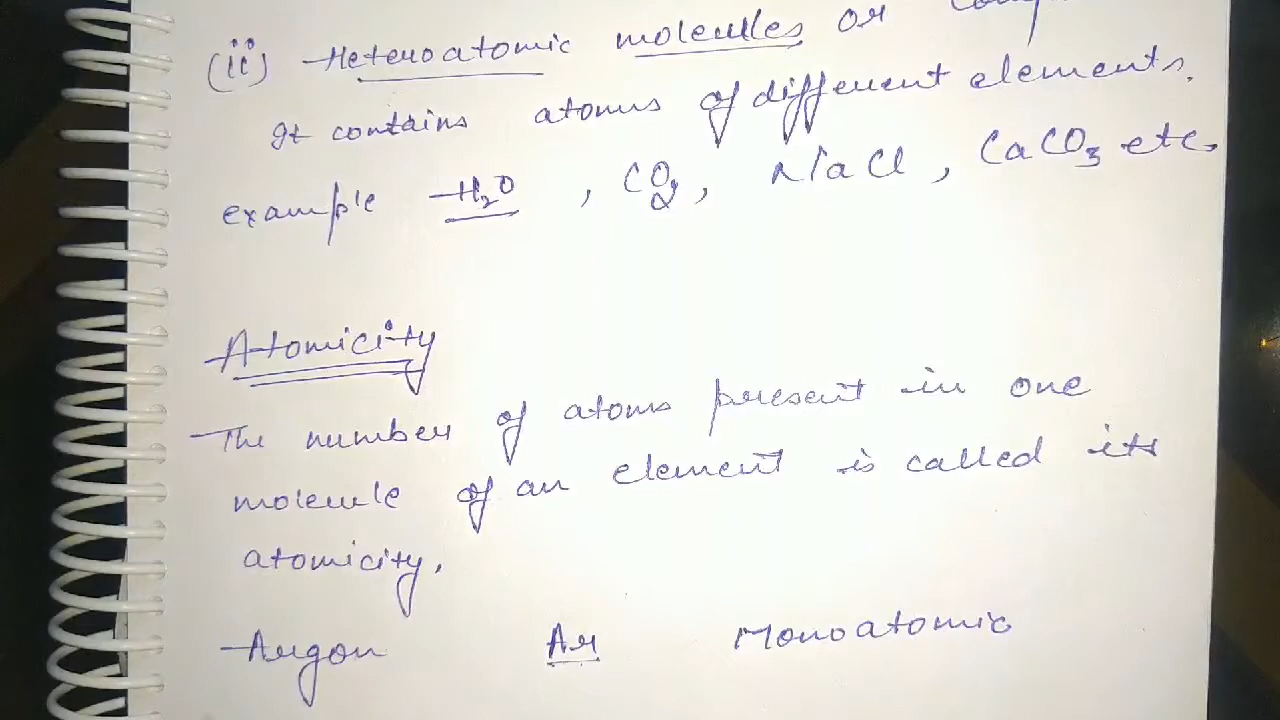 (ii) Heteroatomic molecules or
It contains atoms of different elements.
example H₂O , CO₂, NaCl, CaCO₃ etc.
Atomicity
The number of atoms present in one
molecule of an element is called its
atomicity.
Argon Ar Monoatomic